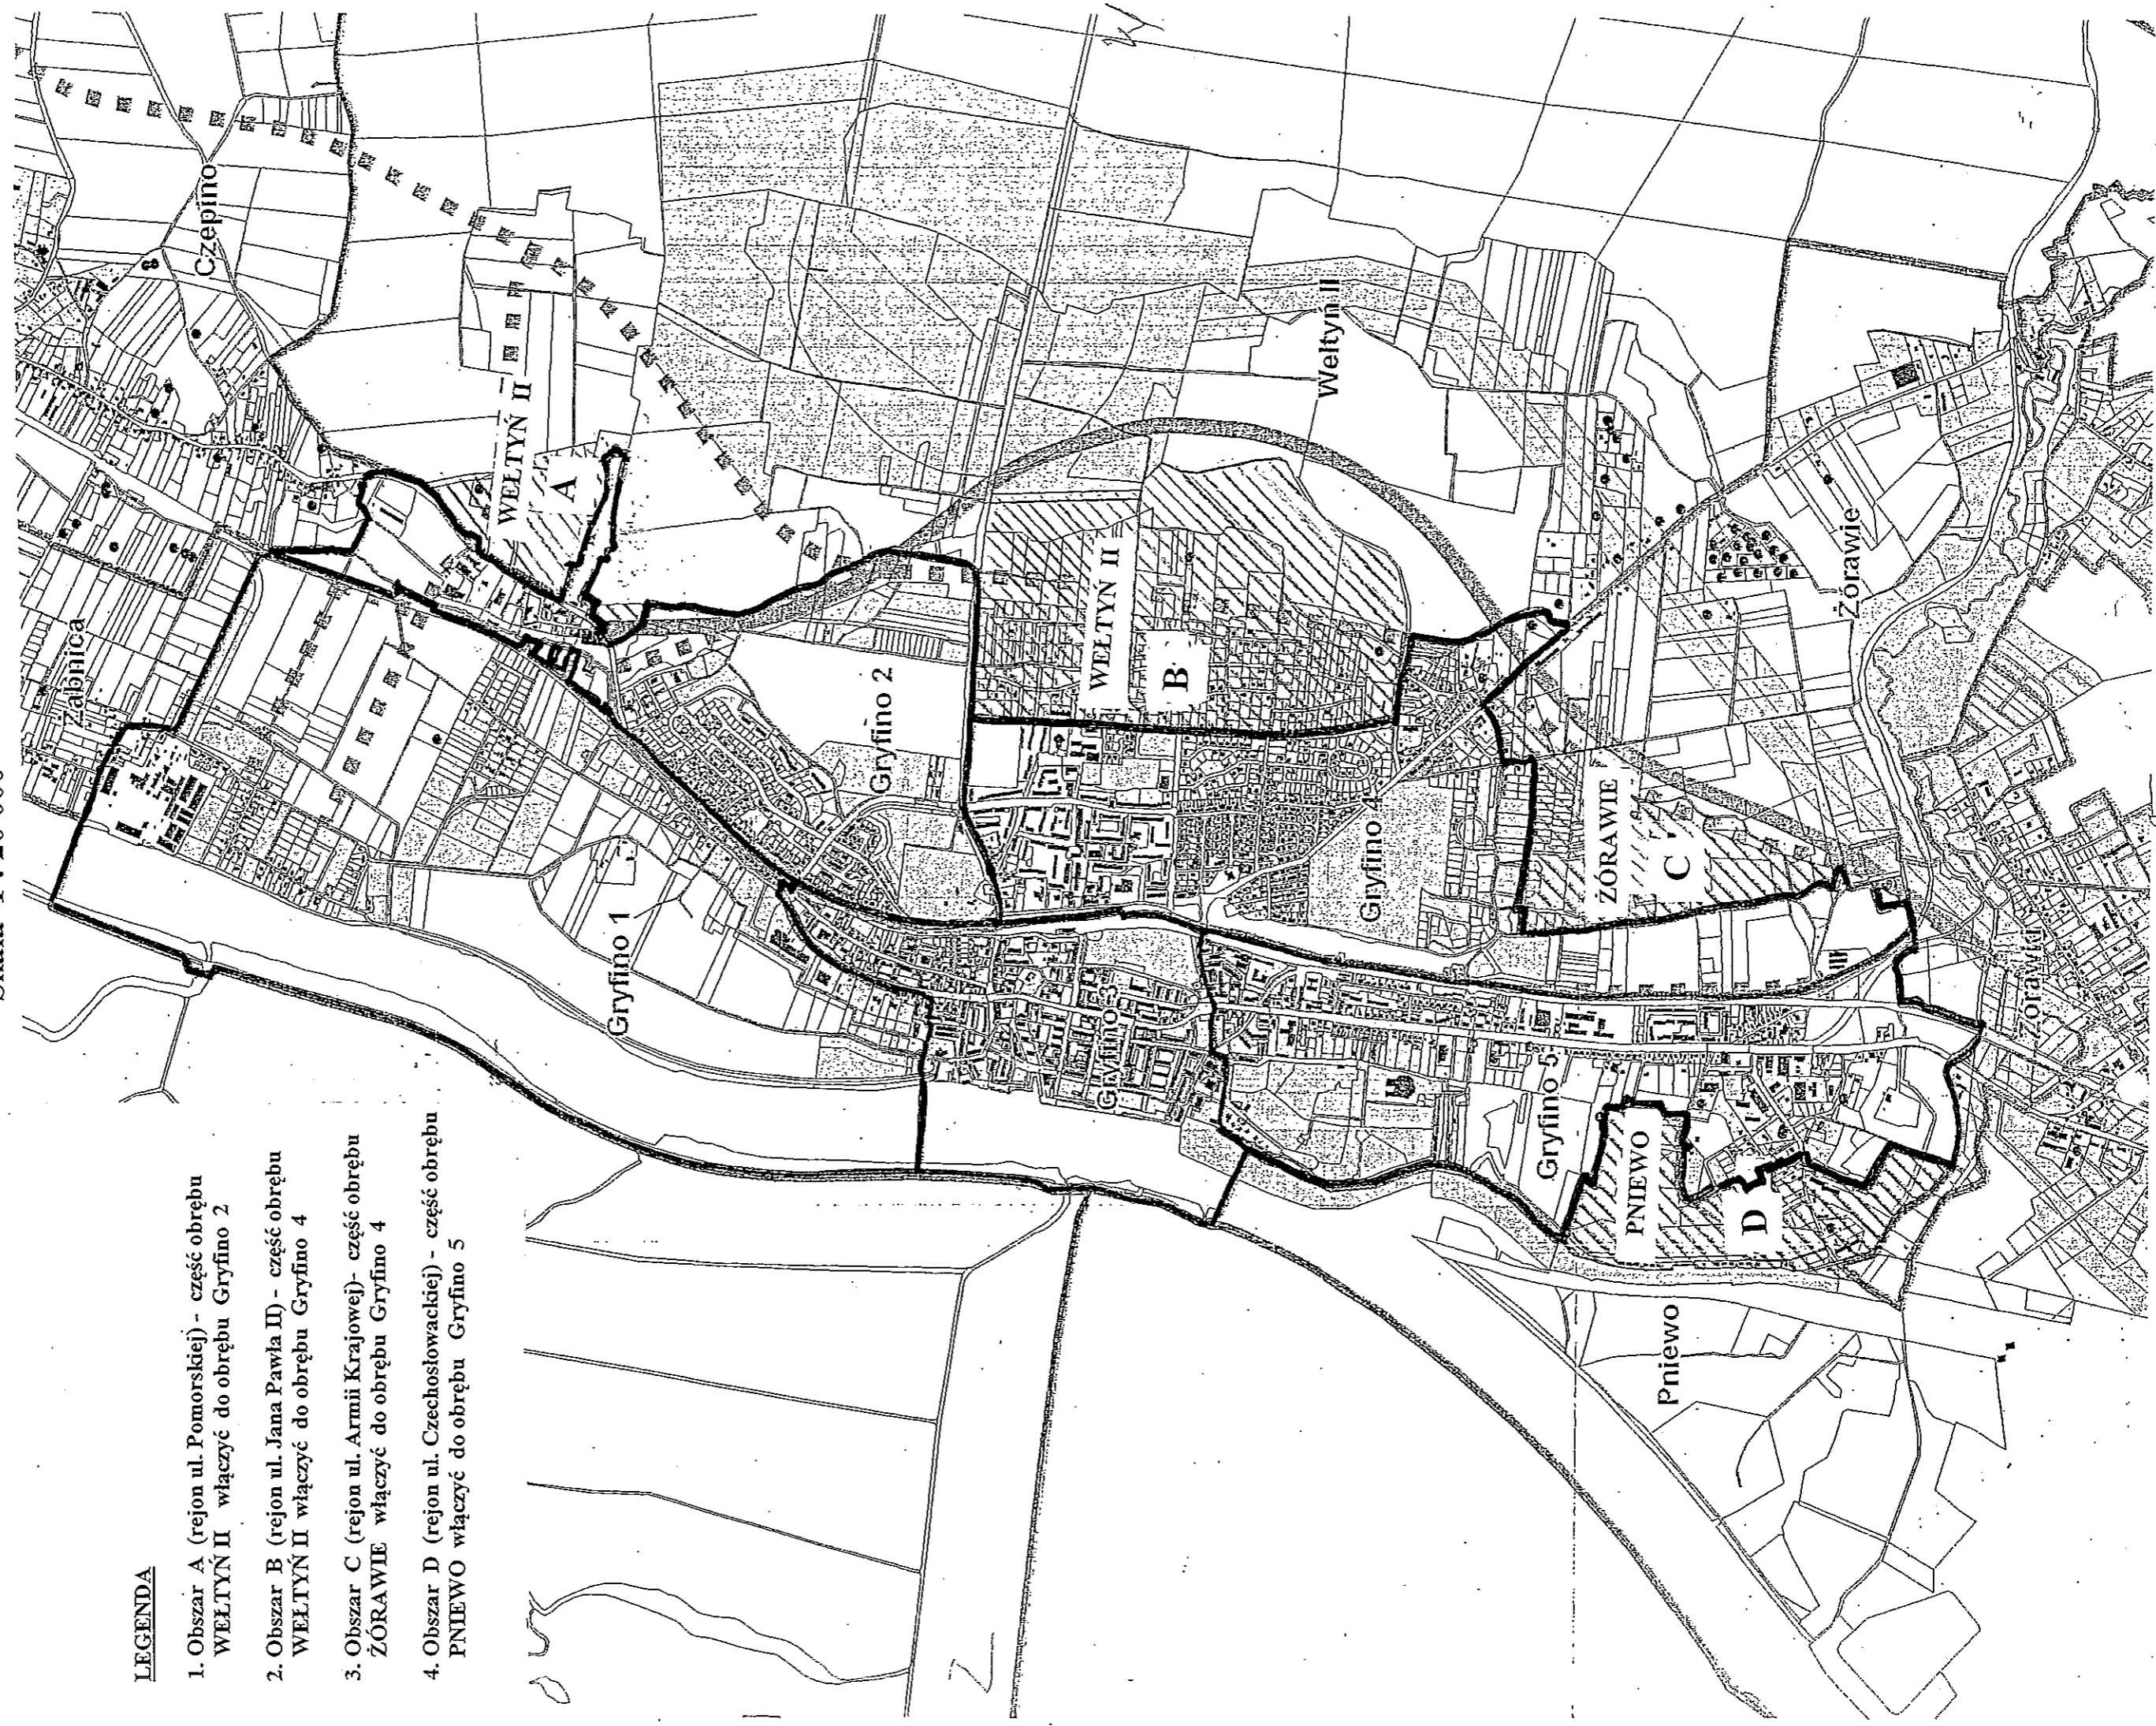 LEGENDA
1. Obszar A (rejon ul. Pomorskiej) - część obrębu
WEŁTYŃ II włączyć do obrębu Gryfino 2
2. Obszar B (rejon ul. Jana Pawła II) - część obrębu
WEŁTYŃ II włączyć do obrębu Gryfino 4
3. Obszar C (rejon ul. Armii Krajowej)- część obrębu
ŻÓRAWIE włączyć do obrębu Gryfino 4
4. Obszar D (rejon ul. Czechosłowackiej) - część obrębu
PNIEWO włączyć do obrębu Gryfino 5
Żabnica
Czepino
WEŁTYŃ II
A
Gryfino 1
Gryfino 2
Gryfino 3
WEŁTYŃ II
B
Wełtyń II
Gryfino 4
Gryfino 5
ŻÓRAWIE
C
Żórawie
PNIEWO
D
Pniewo